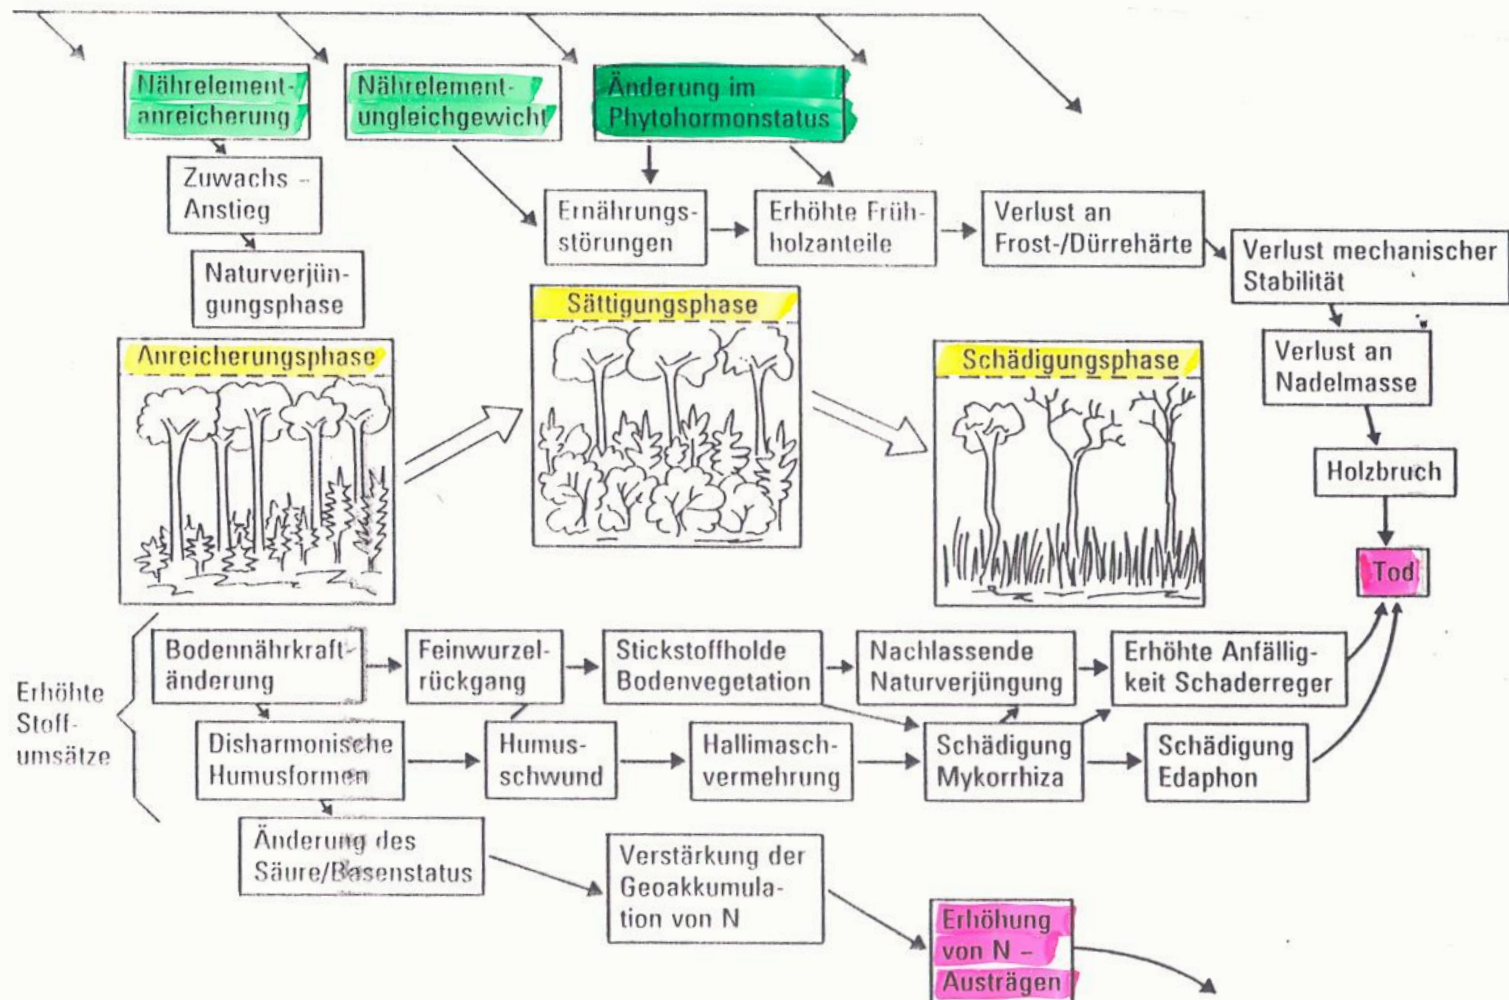 Nährelement-
anreicherung
Nährelement-
ungleichgewicht
Änderung im
Phytohormonstatus
Zuwachs -
Anstieg
Ernährungs-
störungen
Erhöhte Früh-
holzanteile
Verlust an
Frost-/Dürrehärte
Verlust mechanischer
Stabilität
Naturverjün-
gungsphase
Verlust an
Nadelmasse
Holzbruch
Tod
Anreicherungsphase
Sättigungsphase
Schädigungsphase
Erhöhte
Stoff-
umsätze
Bodennährkraft-
änderung
Feinwurzel-
rückgang
Stickstoffholde
Bodenvegetation
Nachlassende
Naturverjüngung
Erhöhte Anfällig-
keit Schaderreger
Disharmonische
Humusformen
Humus-
schwund
Hallimasch-
vermehrung
Schädigung
Mykorrhiza
Schädigung
Edaphon
Änderung des
Säure/Basenstatus
Verstärkung der
Geoakkumula-
tion von N
Erhöhung
von N -
Austrägen